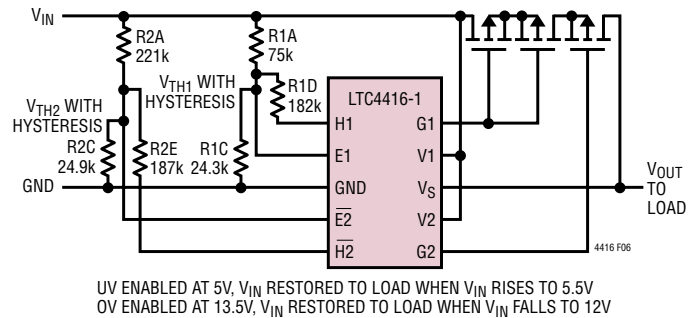 VIN
R2A
221k
R1A
75k
VTH1 WITH
HYSTERESIS
R1D
182k
LTC4416-1
VTH2 WITH
HYSTERESIS
R2C
24.9k
R2E
187k
R1C
24.3k
H1
G1
E1
V1
GND
GND
VS
VOUT
TO
LOAD
E2
V2
H2
G2
4416 F06
UV ENABLED AT 5V, VIN RESTORED TO LOAD WHEN VIN RISES TO 5.5V
OV ENABLED AT 13.5V, VIN RESTORED TO LOAD WHEN VIN FALLS TO 12V